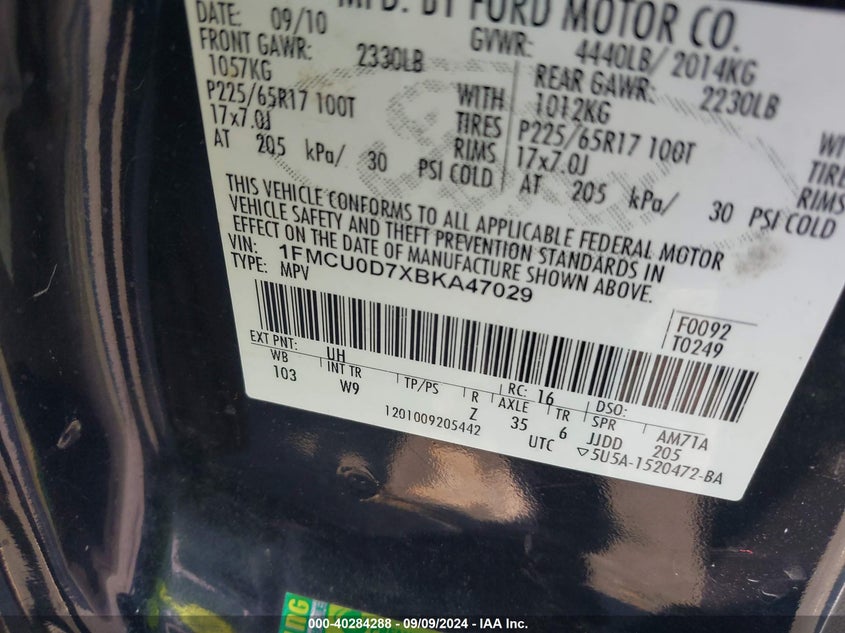 MFD. BY FORD MOTOR CO.
DATE: 09/10 GVWR: 4440LB/ 2014KG
FRONT GAWR: 2330LB REAR GAWR: 2230LB
1057KG WITH 1012KG
P225/65R17 100T TIRES P225/65R17 100T TIRE
17x7.0J RIMS 17x7.0J RIMS
AT 205 kPa/ 30 PSI COLD AT 205 kPa/ 30 PSI COLD
THIS VEHICLE CONFORMS TO ALL APPLICABLE FEDERAL MOTOR
VEHICLE SAFETY AND THEFT PREVENTION STANDARDS IN
EFFECT ON THE DATE OF MANUFACTURE SHOWN ABOVE.
VIN: 1FMCU0D7XBKA47029
TYPE: MPV
F0092
T0249
EXT PNT: UH RC: 16 DSO:
WB INT TR TP/PS R AXLE TR SPR AM71A
103 W9 Z 35 6 JJDD 205
1201009205442 UTC ▽5U5A-1520472-BA
000-40284288 - 09/09/2024 - IAA Inc.